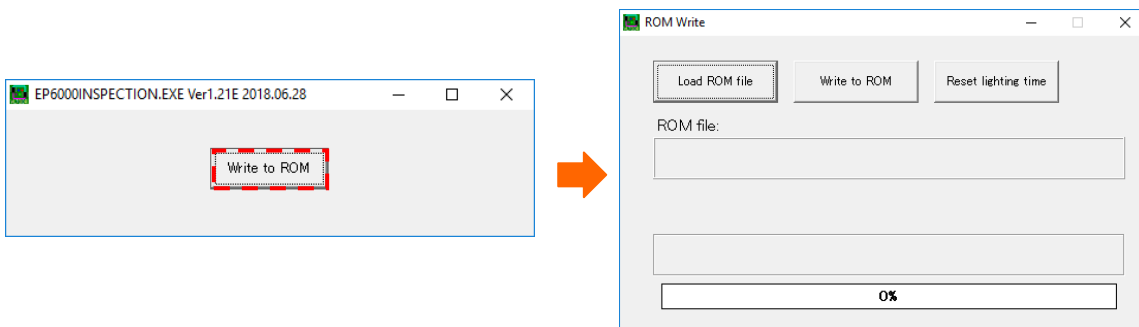 EP6000INSPECTION.EXE Ver1.21E 2018.06.28
Write to ROM
ROM Write
Load ROM file
Write to ROM
Reset lighting time
ROM file:
0%